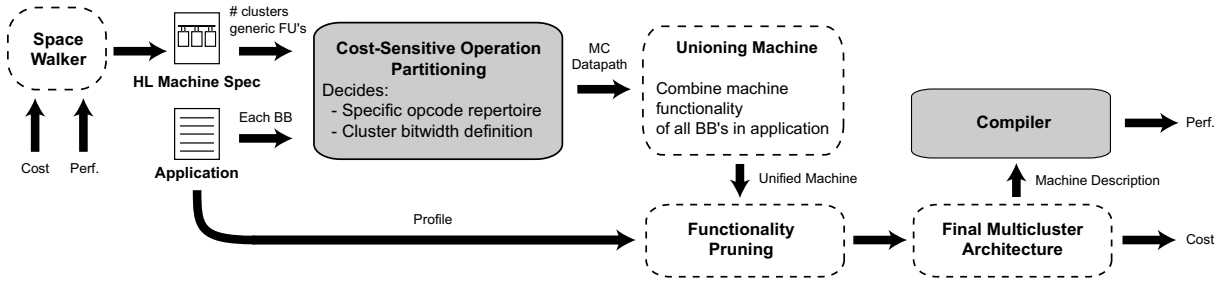 Space
Walker
Cost
Perf.
HL Machine Spec
# clusters
generic FU's
Application
Each BB
Cost-Sensitive Operation
Partitioning
Decides:
- Specific opcode repertoire
- Cluster bitwidth definition
MC
Datapath
Unioning Machine
Combine machine
functionality
of all BB's in application
Unified Machine
Profile
Functionality
Pruning
Final Multicluster
Architecture
Machine Description
Compiler
Perf.
Cost